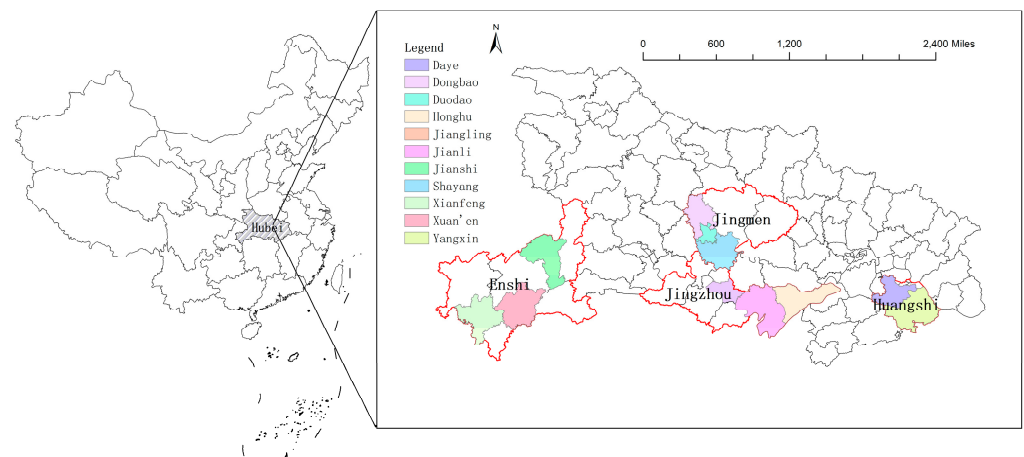 N
0 600 1,200 2,400 Miles
Legend
Daye
Dongbao
Duodao
Honghu
Jiangling
Jianli
Jianshi
Shayang
Xianfeng
Xuan'en
Yangxin
Hubei
Jingmen
Enshi
Jingzhou
Huangshi